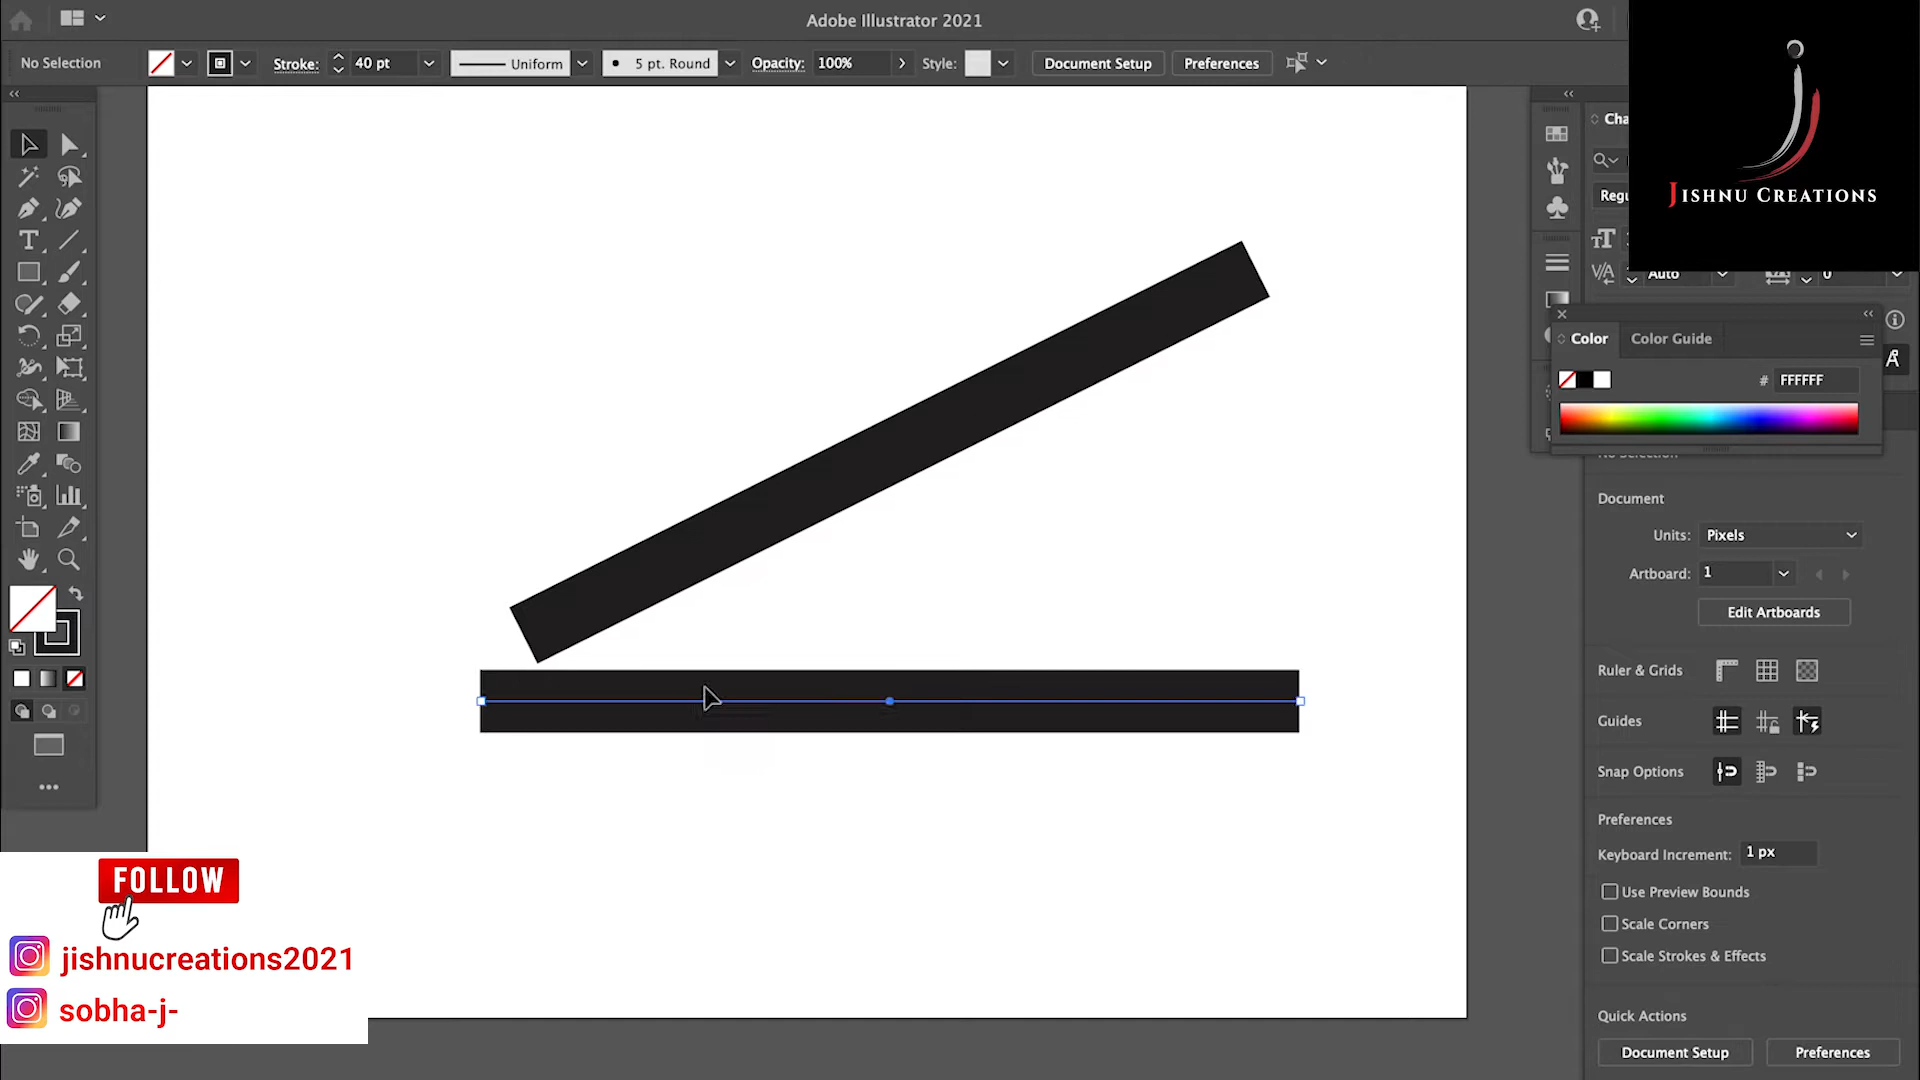 Adobe Illustrator 2021
No Selection
Stroke: 40 pt
Uniform
5 pt. Round
Opacity: 100%
Style:
Document Setup
Preferences
JISHNU CREATIONS
Cha
Regu
Auto
0
Color
Color Guide
# FFFFFF
No Selection
Document
Units: Pixels
Artboard: 1
Edit Artboards
Ruler & Grids
Guides
Snap Options
Preferences
Keyboard Increment: 1 px
Use Preview Bounds
Scale Corners
Scale Strokes & Effects
Quick Actions
Document Setup
Preferences
FOLLOW
jishnucreations2021
sobha-j-